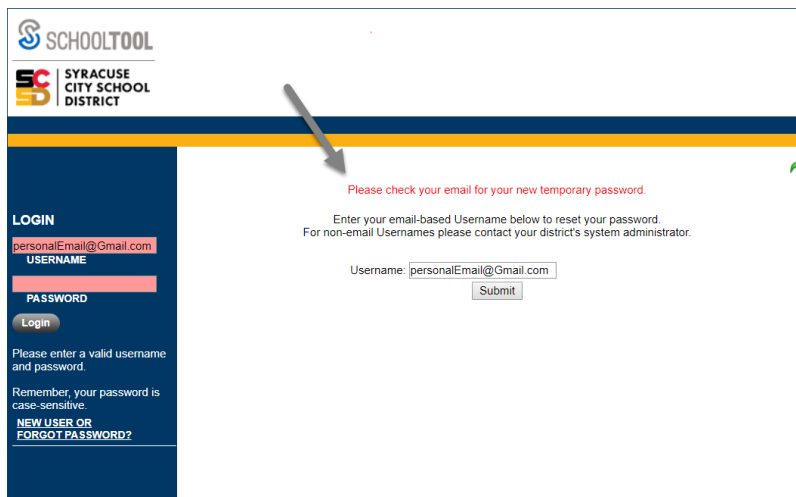 SCHOOLTOOL
SC
SD
SYRACUSE
CITY SCHOOL
DISTRICT
Please check your email for your new temporary password.
Enter your email-based Username below to reset your password.
For non-email Usernames please contact your district's system administrator.
Username: personalEmail@Gmail.com
Submit
LOGIN
personalEmail@Gmail.com
USERNAME
PASSWORD
Login
Please enter a valid username
and password.
Remember, your password is
case-sensitive.
NEW USER OR
FORGOT PASSWORD?